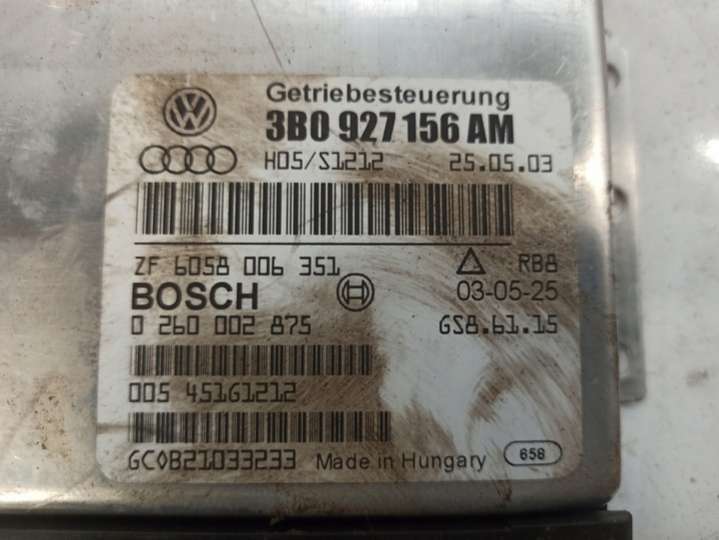 Getriebesteuerung
3B0 927 156 AM
H05/S1212 25.05.03
ZF 6058 006 351 RB8
BOSCH 03-05-25
0 260 002 875 GS8.61.15
005 45161212
GC0B21033233 Made in Hungary 658